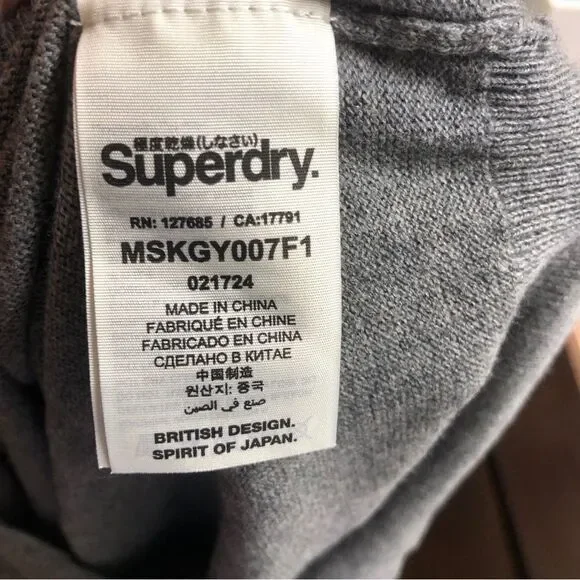 極度乾燥(しなさい)
Superdry.
RN: 127685 / CA:17791
MSKGY007F1
021724
MADE IN CHINA
FABRIQUÉ EN CHINE
FABRICADO EN CHINA
СДЕЛАНО В КИТАЕ
中国制造
원산지: 중국
صنع في الصين
BRITISH DESIGN.
SPIRIT OF JAPAN.